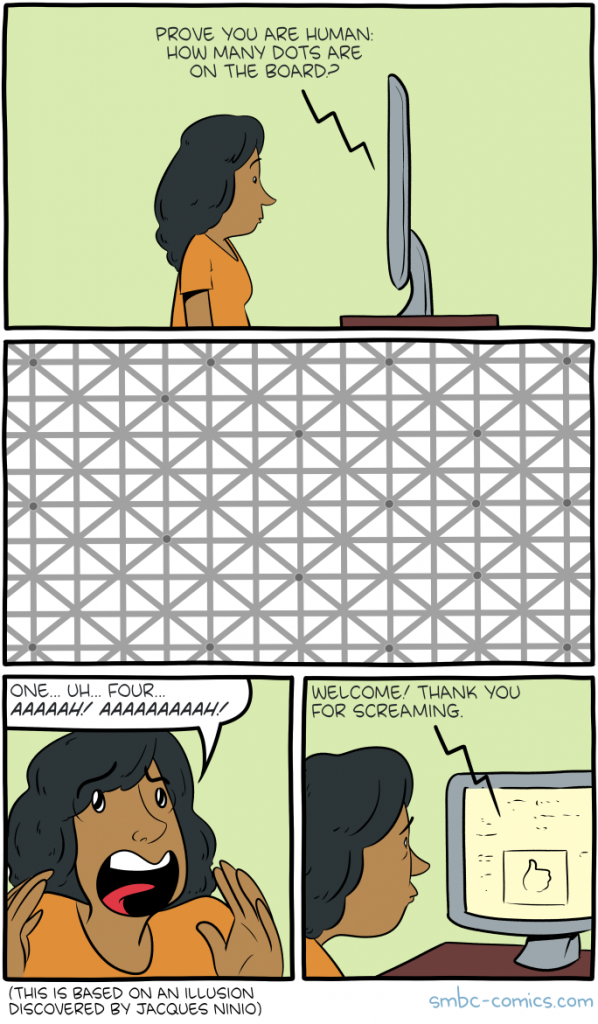 PROVE YOU ARE HUMAN:
HOW MANY DOTS ARE
ON THE BOARD?
ONE... UH... FOUR...
AAAAAH! AAAAAAAAAAH!
WELCOME! THANK YOU
FOR SCREAMING.
(THIS IS BASED ON AN ILLUSION
DISCOVERED BY JACQUES NINIO)
smbc-comics.com